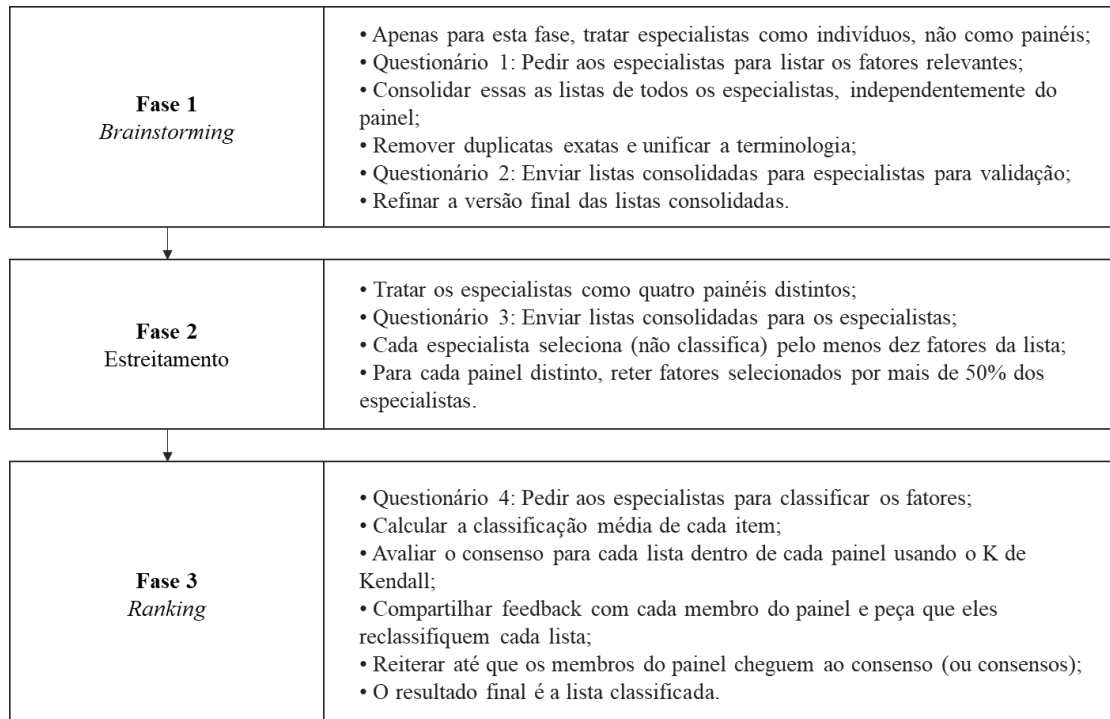 Fase 1
Brainstorming
• Apenas para esta fase, tratar especialistas como indivíduos, não como painéis;
• Questionário 1: Pedir aos especialistas para listar os fatores relevantes;
• Consolidar essas as listas de todos os especialistas, independentemente do
painel;
• Remover duplicatas exatas e unificar a terminologia;
• Questionário 2: Enviar listas consolidadas para especialistas para validação;
• Refinar a versão final das listas consolidadas.
Fase 2
Estreitamento
• Tratar os especialistas como quatro painéis distintos;
• Questionário 3: Enviar listas consolidadas para os especialistas;
• Cada especialista seleciona (não classifica) pelo menos dez fatores da lista;
• Para cada painel distinto, reter fatores selecionados por mais de 50% dos
especialistas.
Fase 3
Ranking
• Questionário 4: Pedir aos especialistas para classificar os fatores;
• Calcular a classificação média de cada item;
• Avaliar o consenso para cada lista dentro de cada painel usando o K de
Kendall;
• Compartilhar feedback com cada membro do painel e peça que eles
reclassifiquem cada lista;
• Reiterar até que os membros do painel cheguem ao consenso (ou consensos);
• O resultado final é a lista classificada.